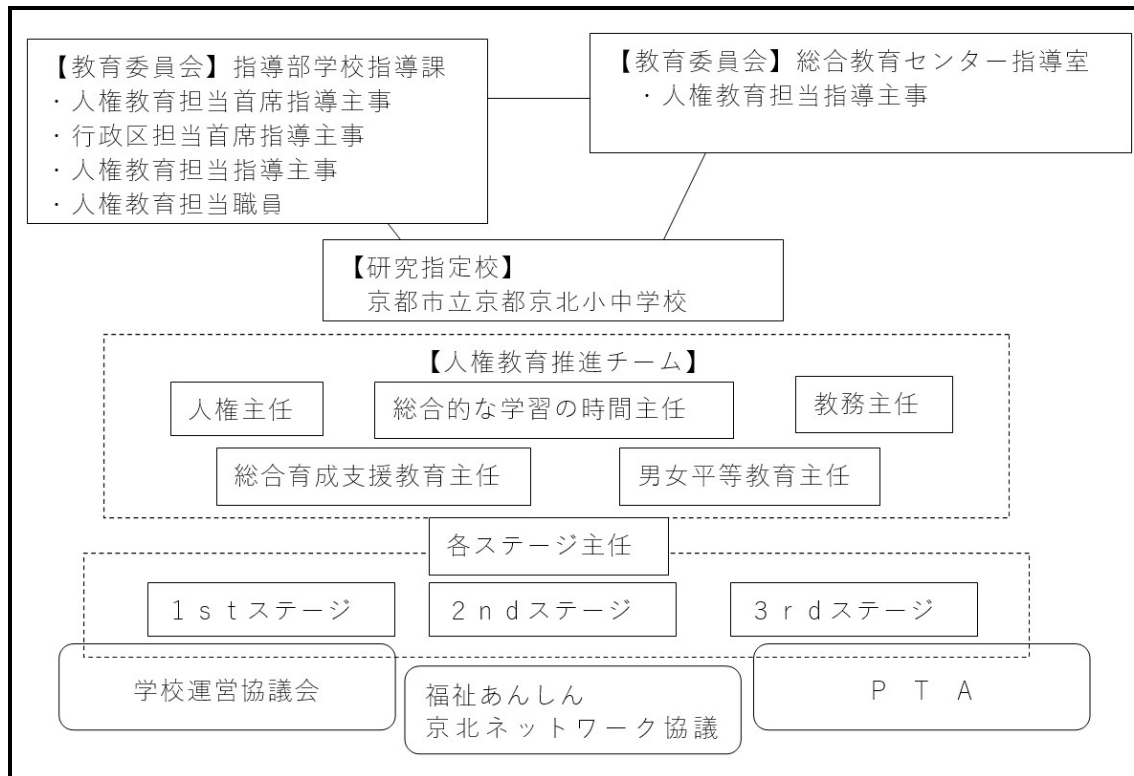 【教育委員会】指導部学校指導課
・人権教育担当首席指導主事
・行政区担当首席指導主事
・人権教育担当指導主事
・人権教育担当職員
【教育委員会】総合教育センター指導室
・人権教育担当指導主事
【研究指定校】
京都市立京都京北小中学校
【人権教育推進チーム】
人権主任
総合的な学習の時間主任
教務主任
総合育成支援教育主任
男女平等教育主任
各ステージ主任
1stステージ
2ndステージ
3rdステージ
学校運営協議会
福祉あんしん
京北ネットワーク協議
PTA